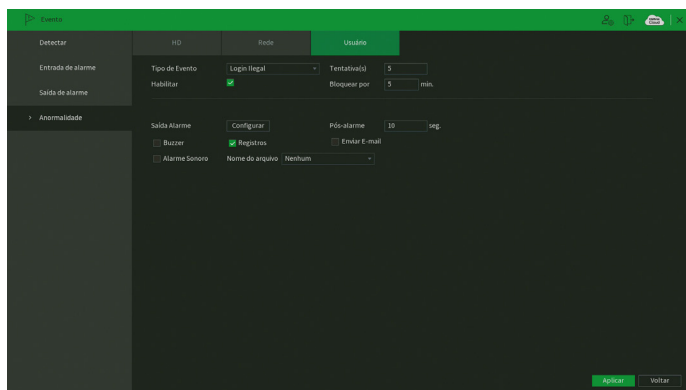 Evento
Detectar
Entrada de alarme
Saída de alarme
> Anormalidade
HD Rede Usuário
Tipo de Evento Login Ilegal Tentativa(s) 5
Habilitar Bloquear por 5 min.
Saída Alarme Configurar Pós-alarme 10 seg.
Buzzer Registros Enviar E-mail
Alarme Sonoro Nome do arquivo Nenhum
Aplicar Voltar